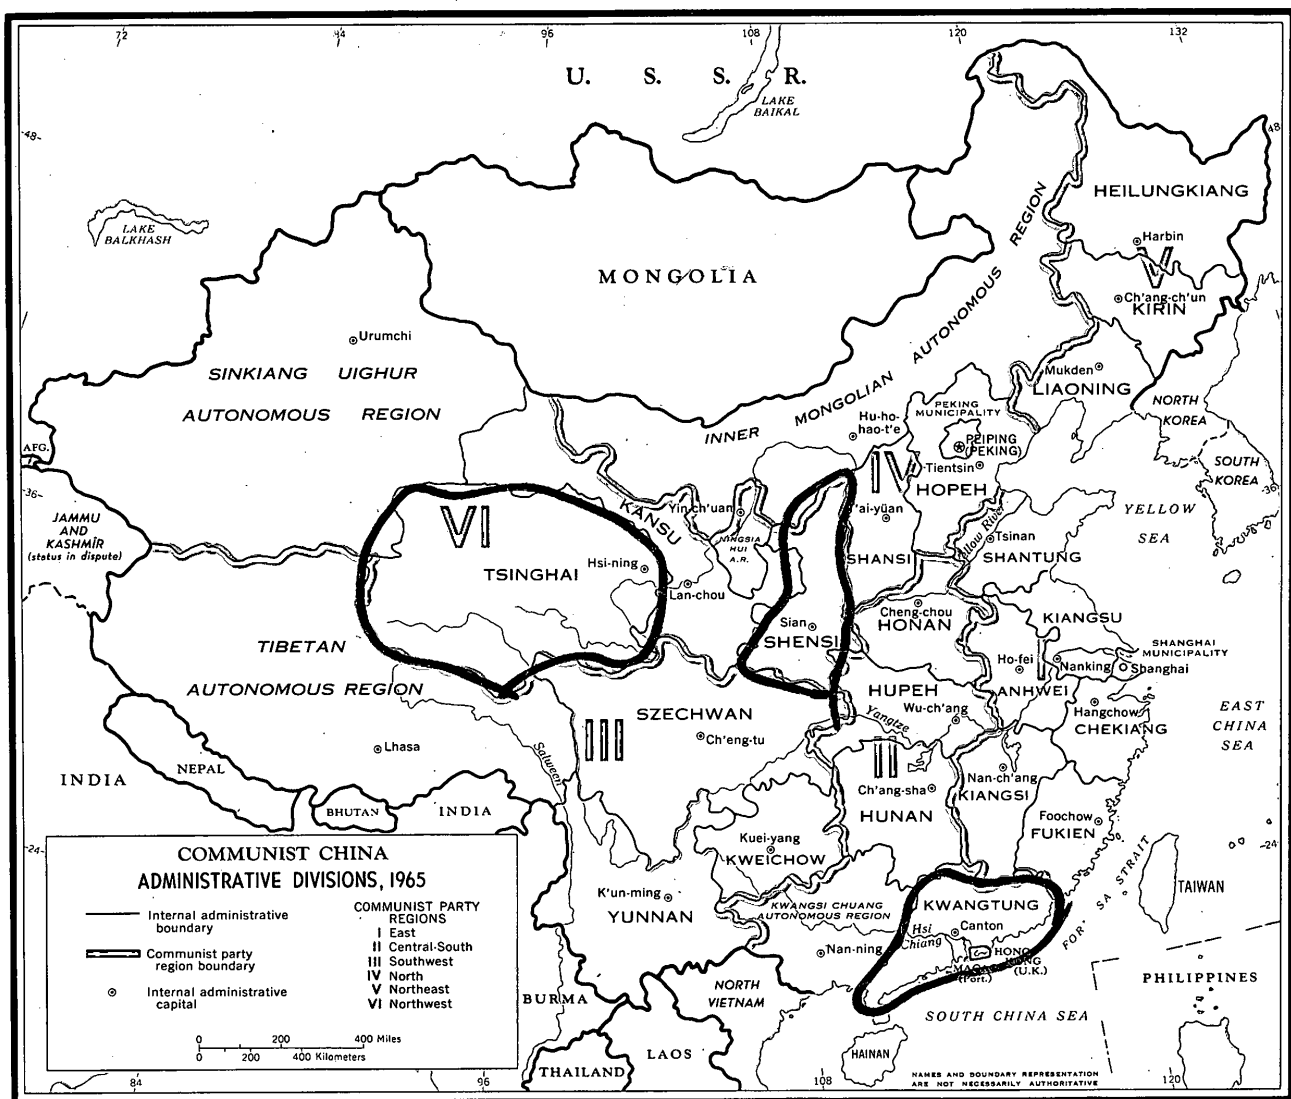 72
84
96
108
120
132
U. S. S. R.
LAKE
BAIKAL
48
48
LAKE
BALKHASH
MONGOLIA
HEILUNGKIANG
Harbin
V
Ch'ang-ch'un
KIRIN
INNER MONGOLIAN AUTONOMOUS REGION
Urumchi
SINKIANG UIGHUR
AUTONOMOUS REGION
Mukden
LIAONING
NORTH
KOREA
SOUTH
KOREA
PEKING
MUNICIPALITY
PEIPING
(PEKING)
Hu-ho-
hao-t'e
Tientsin
IV
HOPEH
AFG.
36
36
JAMMU
AND
KASHMIR
(status in dispute)
VI
KANSU
Yin-ch'uan
NINGSIA
HUI
A.R.
'ai-yüan
SHANSI
Yellow River
Tsinan
SHANTUNG
YELLOW
SEA
TSINGHAI
Hsi-ning
Lan-chou
Sian
SHENSI
Cheng-chou
HONAN
KIANGSU
I
Ho-fei
ANHWEI
Nanking
SHANGHAI
MUNICIPALITY
Shanghai
TIBETAN
AUTONOMOUS REGION
Lhasa
SZECHWAN
III
Ch'eng-tu
Salween
HUPEH
Wu-ch'ang
Yangtze
Hangchow
CHEKIANG
EAST
CHINA
SEA
II
Ch'ang-sha
HUNAN
Nan-ch'ang
KIANGSI
Foochow
FUKIEN
INDIA
NEPAL
BHUTAN
INDIA
Kuei-yang
KWEICHOW
K'un-ming
YUNNAN
KWANGSI CHUANG
AUTONOMOUS REGION
Nan-ning
KWANGTUNG
Canton
Hsi
Chiang
HONG
KONG
(U.K.)
MACAO
(Port.)
SA STRAIT
TAIWAN
24
24
BURMA
NORTH
VIETNAM
LAOS
THAILAND
HAINAN
SOUTH CHINA SEA
PHILIPPINES
COMMUNIST CHINA
ADMINISTRATIVE DIVISIONS, 1965
Internal administrative
boundary
Communist party
region boundary
Internal administrative
capital
COMMUNIST PARTY
REGIONS
I East
II Central-South
III Southwest
IV North
V Northeast
VI Northwest
0 200 400 Miles
0 200 400 Kilometers
NAMES AND BOUNDARY REPRESENTATION
ARE NOT NECESSARILY AUTHORITATIVE
84
96
108
120